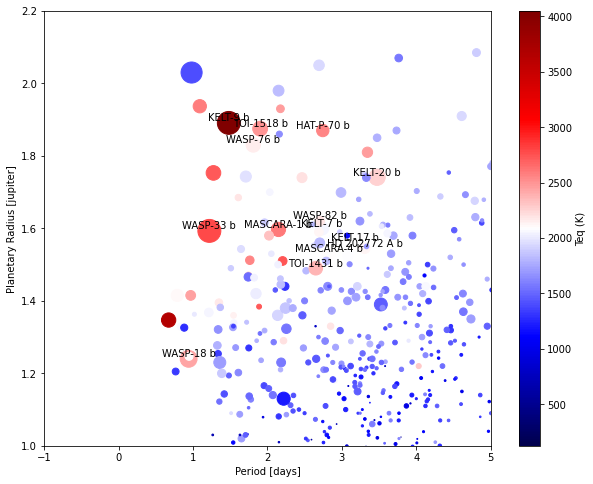 2.2
2.0
1.8
1.6
1.4
1.2
1.0
Planetary Radius [jupiter]
KELT-9 b
TOI-1518 b
HAT-P-70 b
WASP-76 b
KELT-20 b
WASP-82 b
WASP-33 b
MASCARA-1 b
KELT-7 b
KELT-17 b
HD 202772 A b
MASCARA-4 b
TOI-1431 b
WASP-18 b
-1
0
1
2
3
4
5
Period [days]
4000
3500
3000
2500
2000
1500
1000
500
Teq (K)